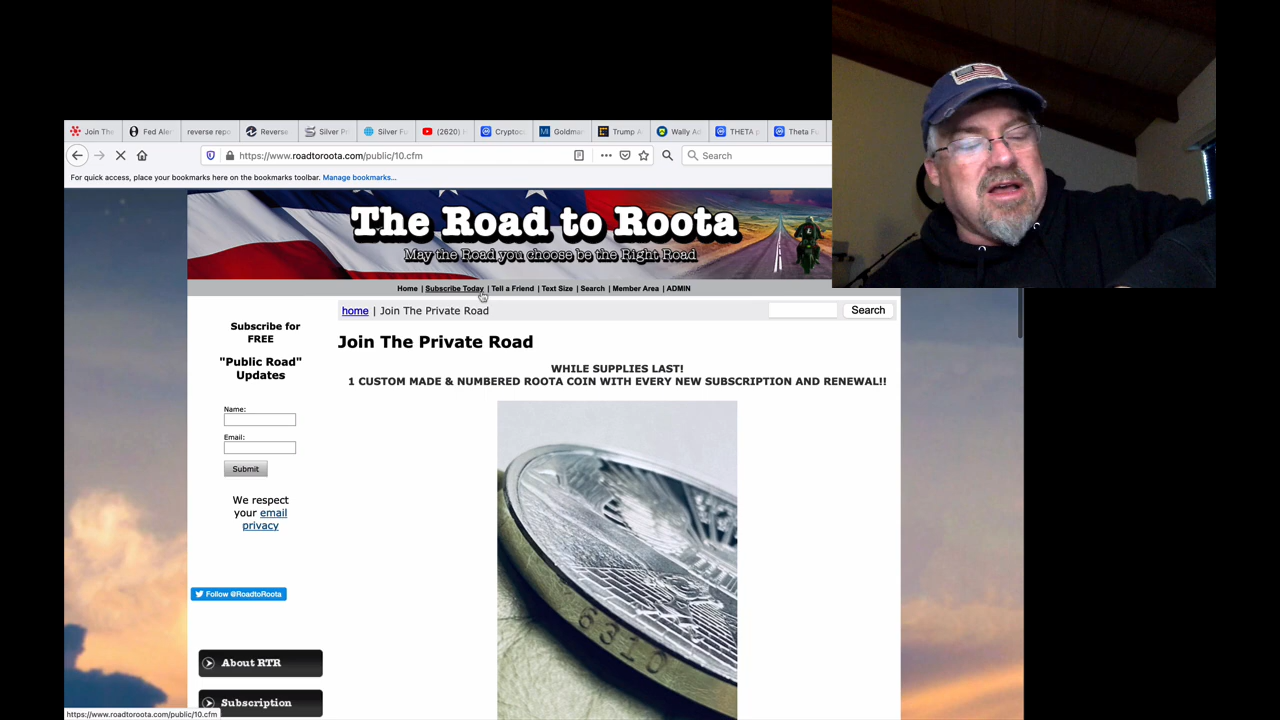 Join The
Fed Aler
reverse repo
Reverse
Silver Pr
Silver Fu
(2620)
Cryptoc
Goldman
Trump A
Wally Ad
THETA p
Theta Fu
https://www.roadtoroota.com/public/10.cfm
Search
For quick access, place your bookmarks here on the bookmarks toolbar. Manage bookmarks...
The Road to Roota
May the Road you choose be the Right Road
Home | Subscribe Today | Tell a Friend | Text Size | Search | Member Area | ADMIN
home | Join The Private Road
Search
Subscribe for
FREE
"Public Road"
Updates
Name:
Email:
Submit
We respect
your email
privacy
Follow @RoadtoRoota
About RTR
Subscription
Join The Private Road
WHILE SUPPLIES LAST!
1 CUSTOM MADE & NUMBERED ROOTA COIN WITH EVERY NEW SUBSCRIPTION AND RENEWAL!!
6310
https://www.roadtoroota.com/public/10.cfm